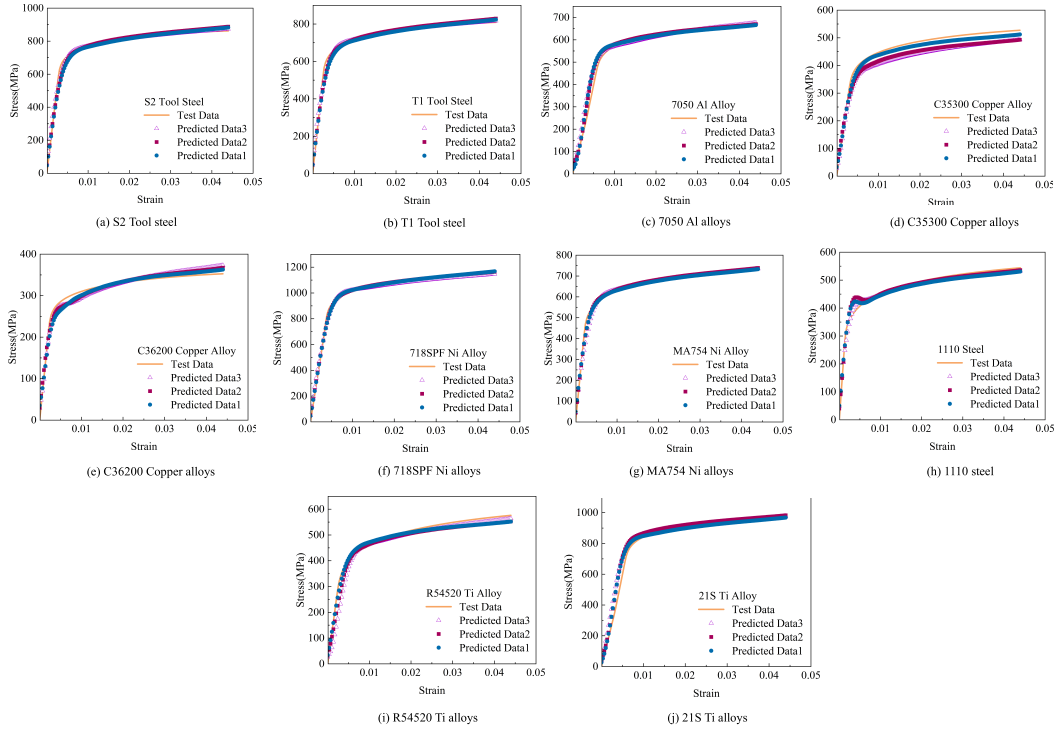 1000
800
600
400
200
0
Stress(MPa)
S2 Tool Steel
Test Data
Predicted Data3
Predicted Data2
Predicted Data1
0.01 0.02 0.03 0.04 0.05
Strain
(a) S2 Tool steel
800
600
400
200
0
Stress(MPa)
T1 Tool Steel
Test Data
Predicted Data3
Predicted Data2
Predicted Data1
0.01 0.02 0.03 0.04 0.05
Strain
(b) T1 Tool steel
700
600
500
400
300
200
100
0
Stress(MPa)
7050 Al Alloy
Test Data
Predicted Data3
Predicted Data2
Predicted Data1
0.01 0.02 0.03 0.04 0.05
Strain
(c) 7050 Al alloys
600
500
400
300
200
100
0
Stress(MPa)
C35300 Copper Alloy
Test Data
Predicted Data3
Predicted Data2
Predicted Data1
0.01 0.02 0.03 0.04 0.05
Strain
(d) C35300 Copper alloys
400
300
200
100
0
Stress(MPa)
C36200 Copper Alloy
Test Data
Predicted Data3
Predicted Data2
Predicted Data1
0.01 0.02 0.03 0.04 0.05
Strain
(e) C36200 Copper alloys
1200
1000
800
600
400
200
0
Stress(MPa)
718SPF Ni Alloy
Test Data
Predicted Data3
Predicted Data2
Predicted Data1
0.01 0.02 0.03 0.04 0.05
Strain
(f) 718SPF Ni alloys
800
700
600
500
400
300
200
100
0
Stress(MPa)
MA754 Ni Alloy
Test Data
Predicted Data3
Predicted Data2
Predicted Data1
0.01 0.02 0.03 0.04 0.05
Strain
(g) MA754 Ni alloys
600
500
400
300
200
100
0
Stress(MPa)
1110 Steel
Test Data
Predicted Data3
Predicted Data2
Predicted Data1
0.01 0.02 0.03 0.04 0.05
Strain
(h) 1110 steel
600
500
400
300
200
100
0
Stress(MPa)
R54520 Ti Alloy
Test Data
Predicted Data3
Predicted Data2
Predicted Data1
0.01 0.02 0.03 0.04 0.05
Strain
(i) R54520 Ti alloys
1000
800
600
400
200
0
Stress(MPa)
21S Ti Alloy
Test Data
Predicted Data3
Predicted Data2
Predicted Data1
0.01 0.02 0.03 0.04 0.05
Strain
(j) 21S Ti alloys